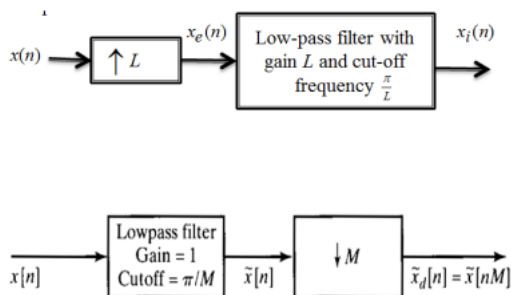 x(n)
↑ L
x_e(n)
Low-pass filter with
gain L and cut-off
frequency π/L
x_i(n)
x[n]
Lowpass filter
Gain = 1
Cutoff = π/M
x̃[n]
↓ M
x̃_d[n] = x̃[nM]